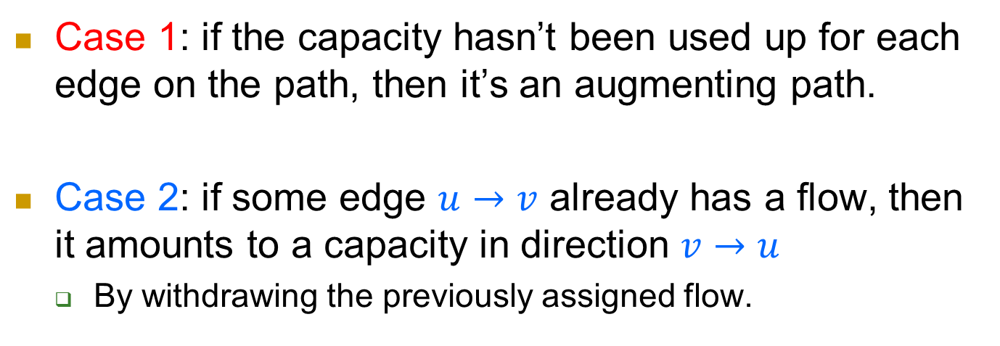 Case 1: if the capacity hasn’t been used up for each
edge on the path, then it’s an augmenting path.
Case 2: if some edge 𝑢 → 𝑣 already has a flow, then
it amounts to a capacity in direction 𝑣 → 𝑢
By withdrawing the previously assigned flow.